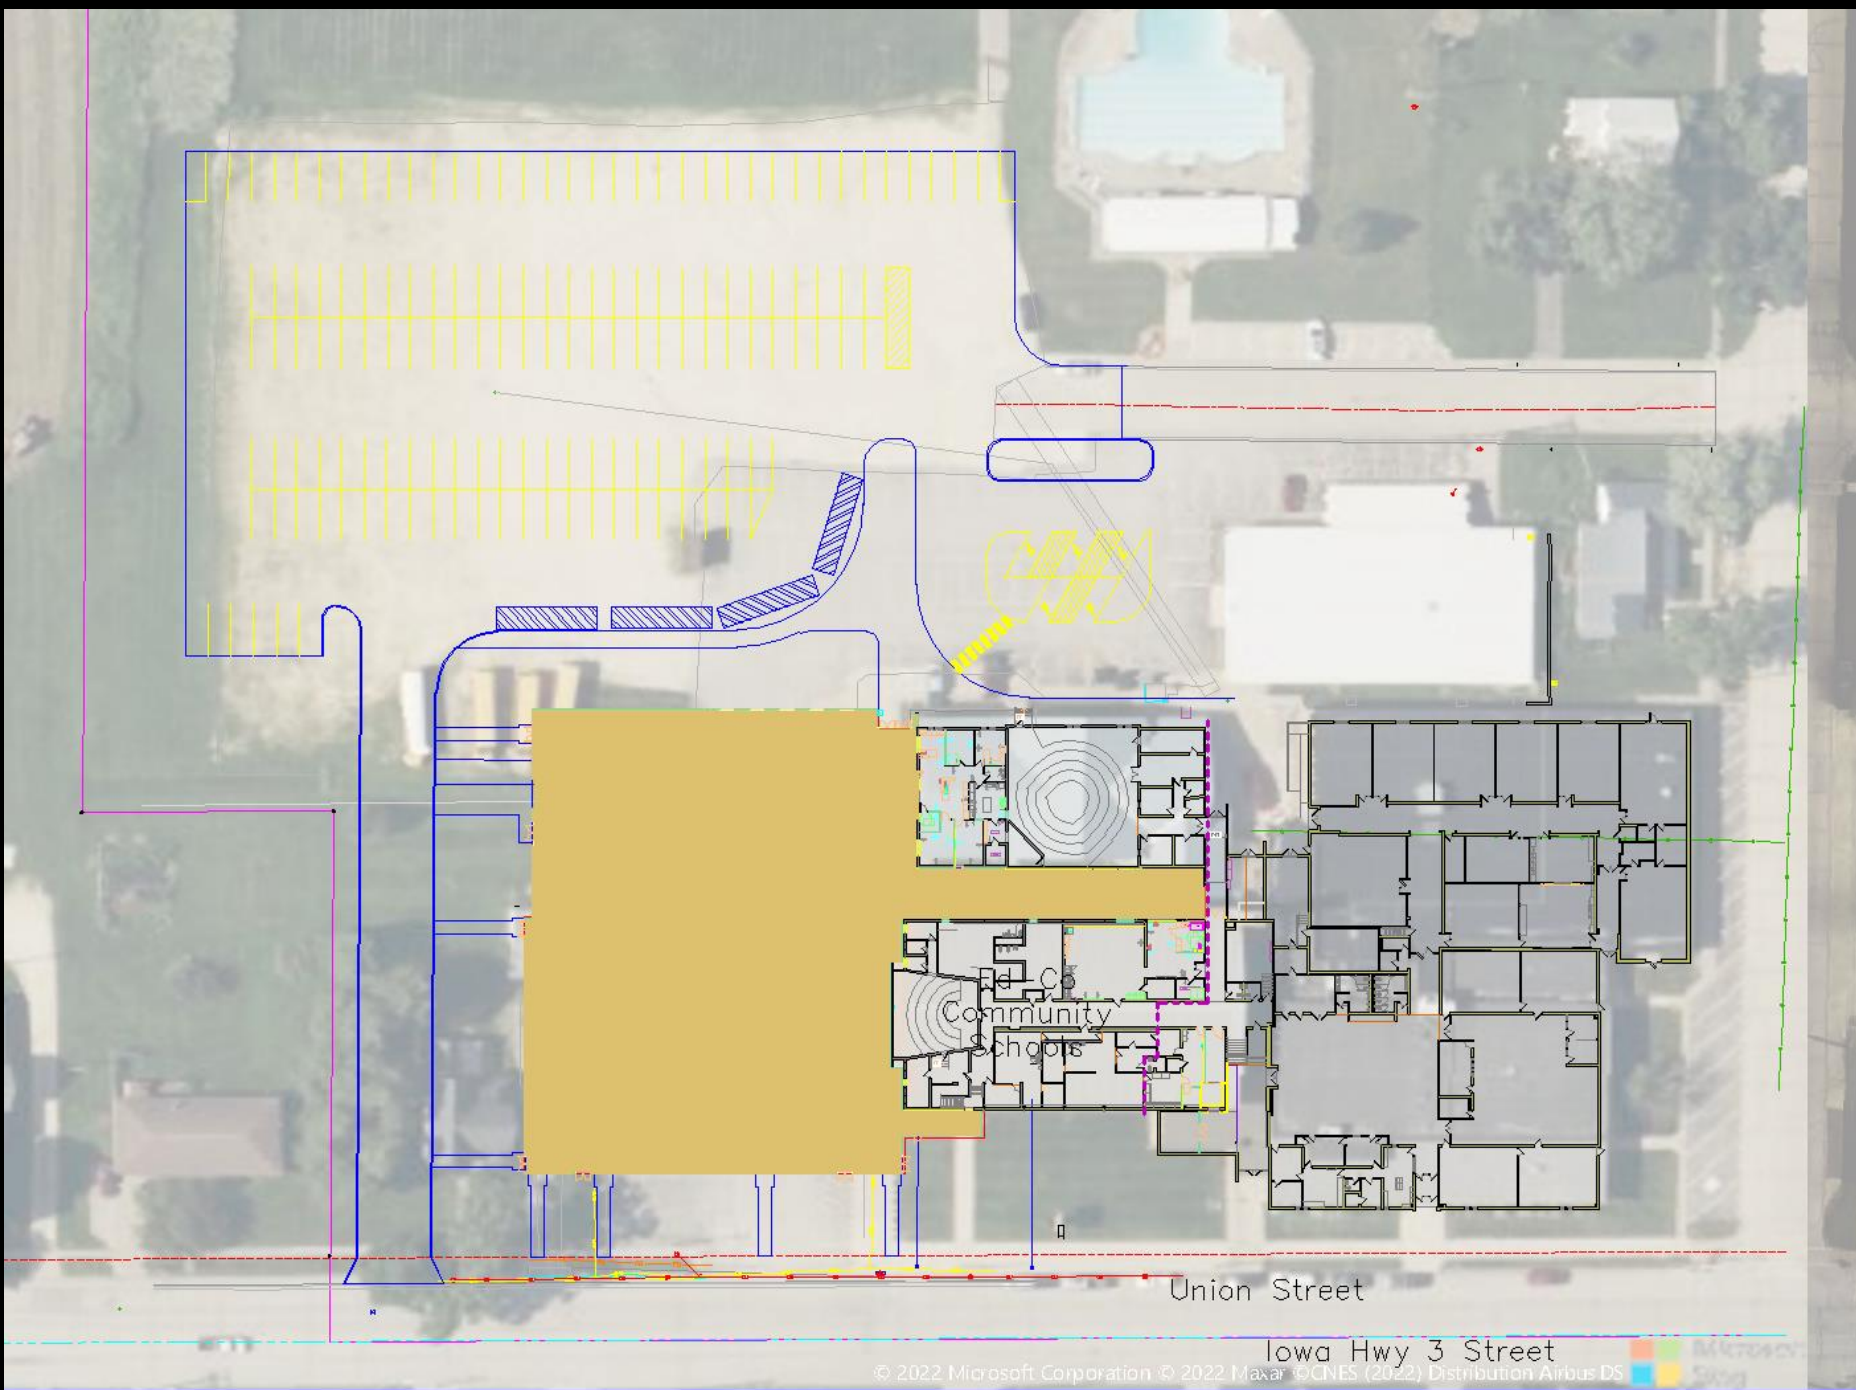 Ed-Co
Community
Schools
Union Street
Iowa Hwy 3 Street
© 2022 Microsoft Corporation © 2022 Maxar ©CNES (2022) Distribution Airbus DS
Microsoft